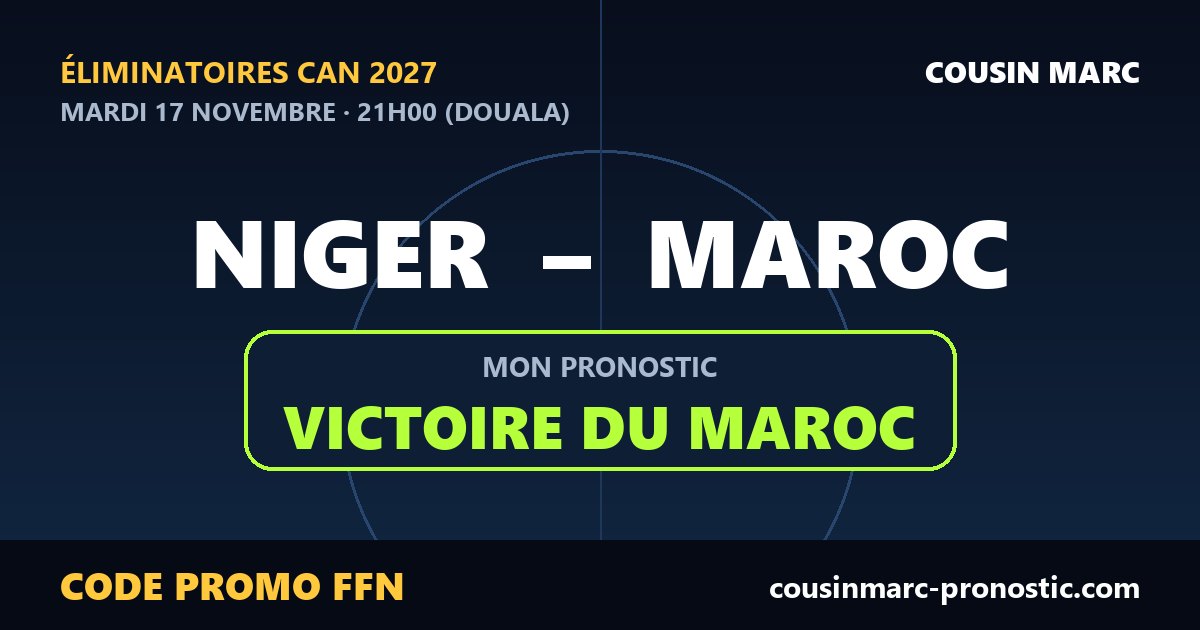 ÉLIMINATOIRES CAN 2027
COUSIN MARC
MARDI 17 NOVEMBRE · 21H00 (DOUALA)
NIGER – MAROC
MON PRONOSTIC
VICTOIRE DU MAROC
CODE PROMO FFN
cousinmarc-pronostic.com